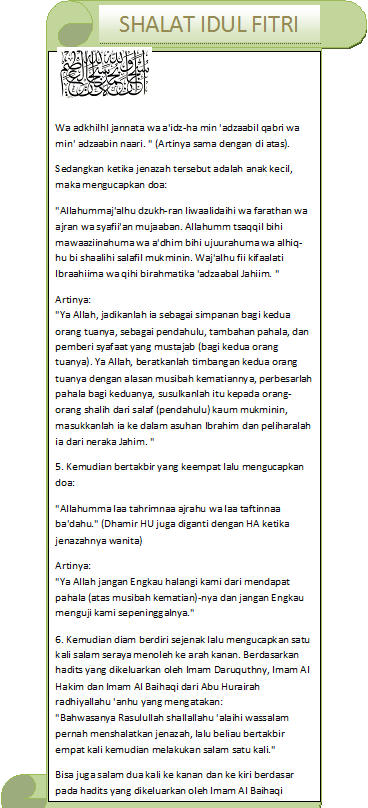 SHALAT IDUL FITRI
Wa adkhilhl jannata wa a'idz-ha min 'adzaabil qabri wa
min' adzaabin naari. " (Artinya sama dengan di atas).
Sedangkan ketika jenazah tersebut adalah anak kecil,
maka mengucapkan doa:
"Allahummaj'alhu dzukh-ran liwaalidaihi wa farathan wa
ajran wa syafii'an mujaaban. Allahumm tsaqqil bihi
mawaaziinahuma wa a'dhim bihi ujuurahuma wa alhiq-
hu bi shaalihi salafil mukminin. Waj'alhu fii kifaalati
Ibraahiima wa qihi birahmatika 'adzaabal Jahiim. "
Artinya:
"Ya Allah, jadikanlah ia sebagai simpanan bagi kedua
orang tuanya, sebagai pendahulu, tambahan pahala, dan
pemberi syafaat yang mustajab (bagi kedua orang
tuanya). Ya Allah, beratkanlah timbangan kedua orang
tuanya dengan alasan musibah kematiannya, perbesarlah
pahala bagi keduanya, susulkanlah itu kepada orang-
orang shalih dari salaf (pendahulu) kaum mukminin,
masukkanlah ia ke dalam asuhan Ibrahim dan peliharalah
ia dari neraka Jahim. "
5. Kemudian bertakbir yang keempat lalu mengucapkan
doa:
"Allahumma laa tahrimnaa ajrahu wa laa taftinnaa
ba'dahu." (Dhamir HU juga diganti dengan HA ketika
jenazahnya wanita)
Artinya:
"Ya Allah jangan Engkau halangi kami dari mendapat
pahala (atas musibah kematian)-nya dan jangan Engkau
menguji kami sepeninggalnya."
6. Kemudian diam berdiri sejenak lalu mengucapkan satu
kali salam seraya menoleh ke arah kanan. Berdasarkan
hadits yang dikeluarkan oleh Imam Daruquthny, Imam Al
Hakim dan Imam Al Baihaqi dari Abu Hurairah
radhiyallahu 'anhu yang mengatakan:
"Bahwasanya Rasulullah shallallahu 'alaihi wassalam
pernah menshalatkan jenazah, lalu beliau bertakbir
empat kali kemudian melakukan salam satu kali."
Bisa juga salam dua kali ke kanan dan ke kiri berdasar
pada hadits yang dikeluarkan oleh Imam Al Baihaqi